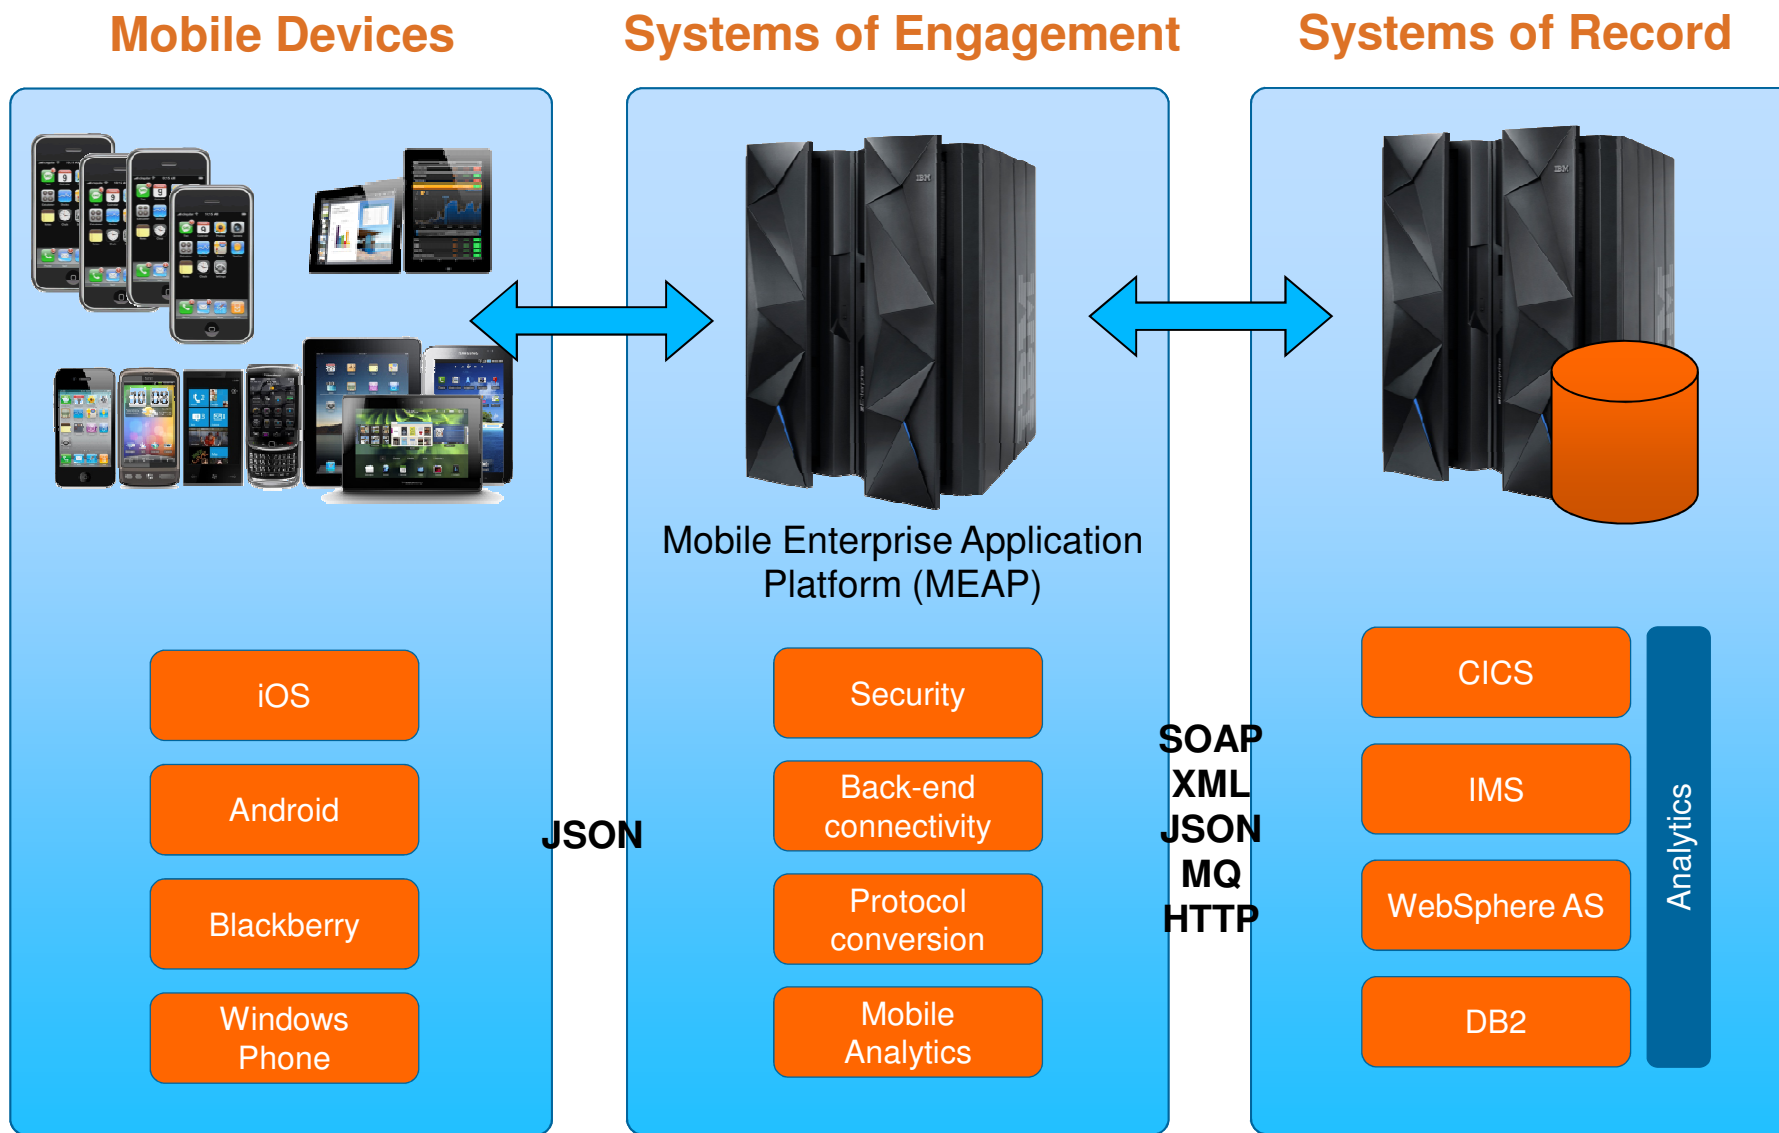 Mobile Devices
Systems of Engagement
Systems of Record
IBM
IBM
Mobile Enterprise Application
Platform (MEAP)
iOS
Android
Blackberry
Windows
Phone
JSON
Security
Back-end
connectivity
Protocol
conversion
Mobile
Analytics
SOAP
XML
JSON
MQ
HTTP
CICS
IMS
WebSphere AS
DB2
Analytics